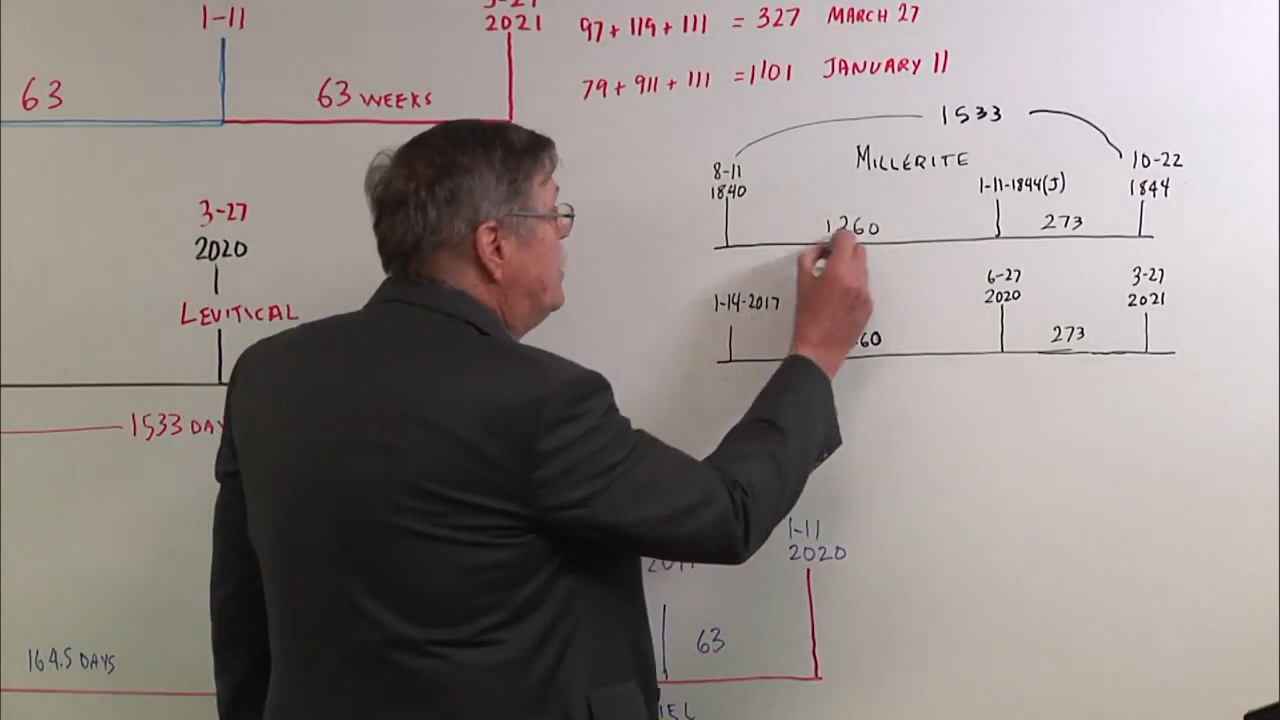 1-11
2021
63
63 WEEKS
97 + 119 + 111 = 327 MARCH 27
79 + 911 + 111 = 1101 JANUARY 11
1533
MILLERITE
8-11
1840
1-11-1844(J)
10-22
1844
1260
273
1-14-2017
6-27
2020
3-27
2021
60
273
3-27
2020
LEVITICAL
1533 DA
1-11
2020
63
164.5 DAYS